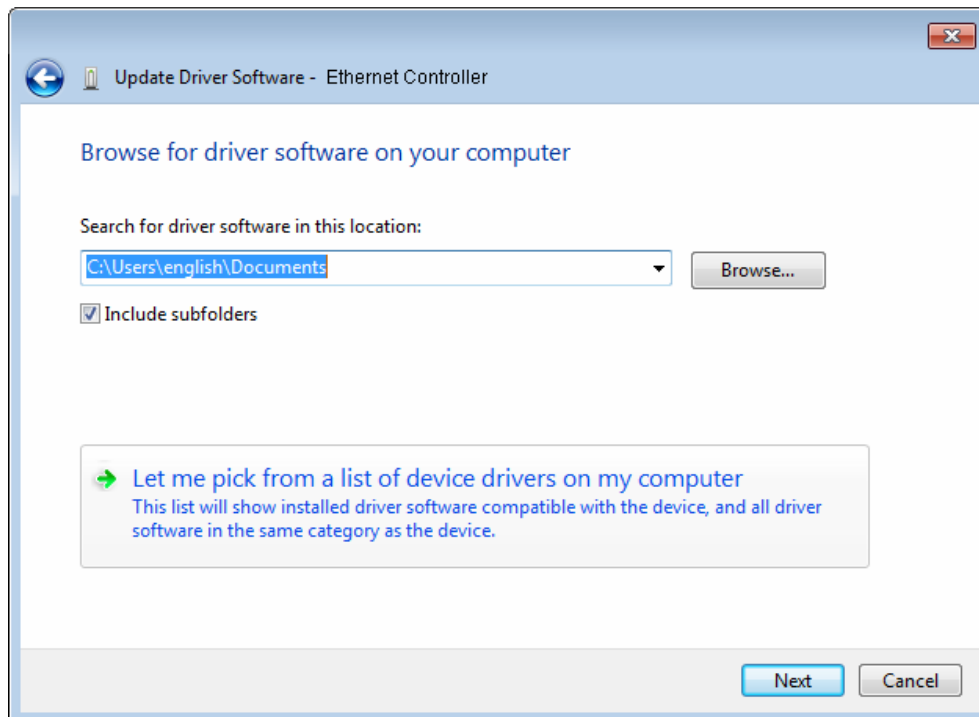 Update Driver Software - Ethernet Controller
Browse for driver software on your computer
Search for driver software in this location:
C:\Users\english\Documents
Browse...
Include subfolders
Let me pick from a list of device drivers on my computer
This list will show installed driver software compatible with the device, and all driver
software in the same category as the device.
Next
Cancel